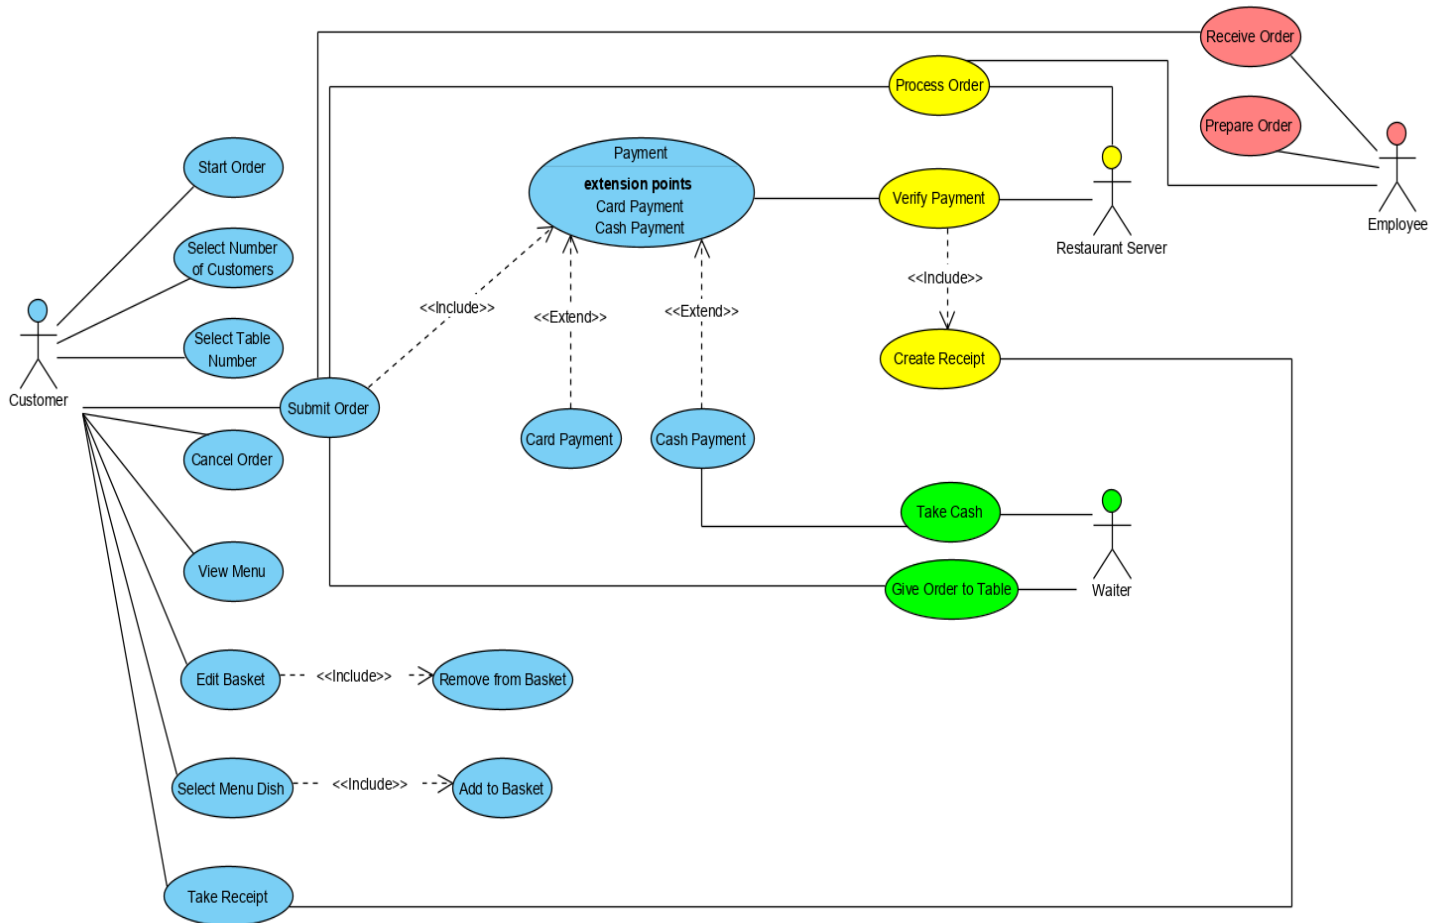 Receive Order
Process Order
Prepare Order
Payment
Start Order
extension points
Verify Payment
Card Payment
Cash Payment
Employee
Select Number
of Customers
Restaurant Server
<<Include>>
<<Include>>
<<Extend>>
<<Extend>>
Select Table
Number
Create Receipt
Customer
Submit Order
Card Payment
Cash Payment
Cancel Order
Take Cash
View Menu
Give Order to Table
Waiter
Edit Basket
<<Include>>
Remove from Basket
Select Menu Dish
<<Include>>
Add to Basket
Take Receipt